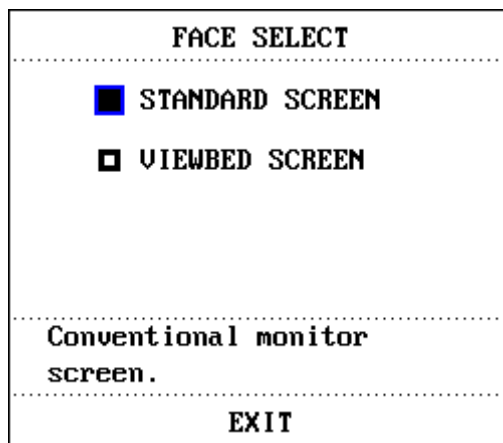 FACE SELECT
STANDARD SCREEN
VIEWBED SCREEN
Conventional monitor
screen.
EXIT